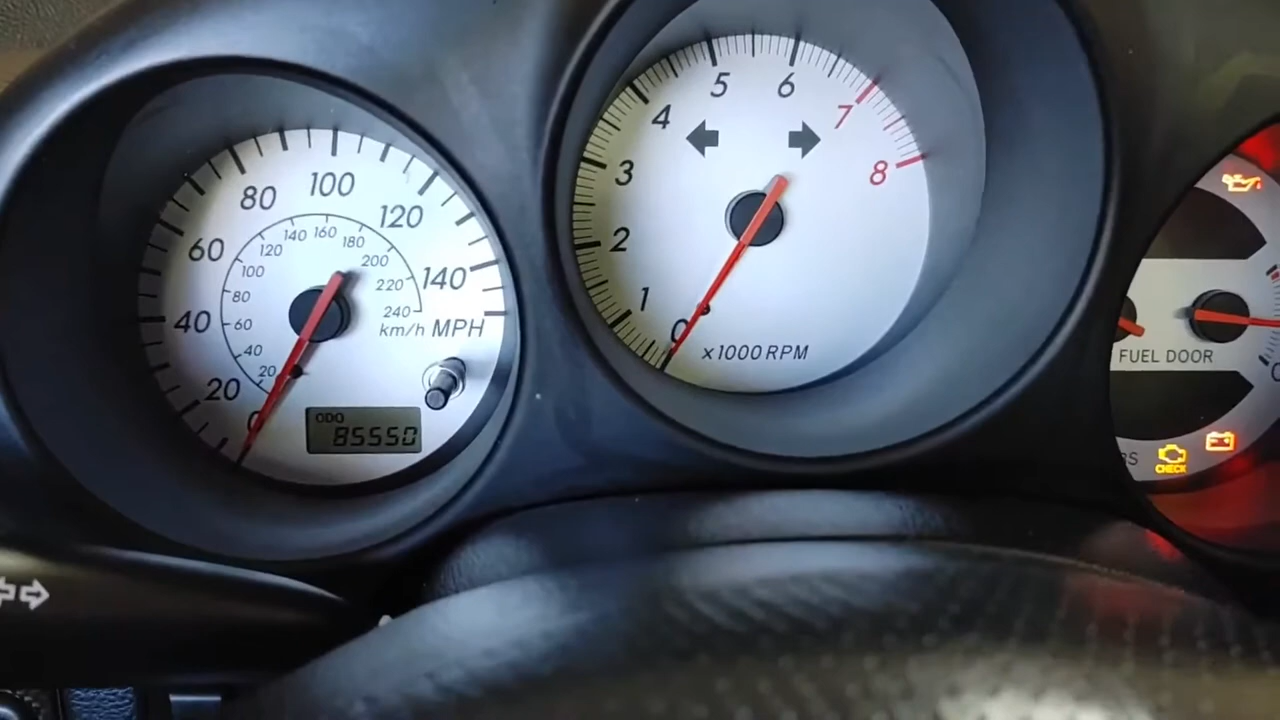 0 20 40 60 80 100 120 140
20 40 60 80 100 120 140 160 180 200 220 240
km/h MPH
ODO
85550
0 1 2 3 4 5 6 7 8
x1000 RPM
FUEL DOOR
CHECK